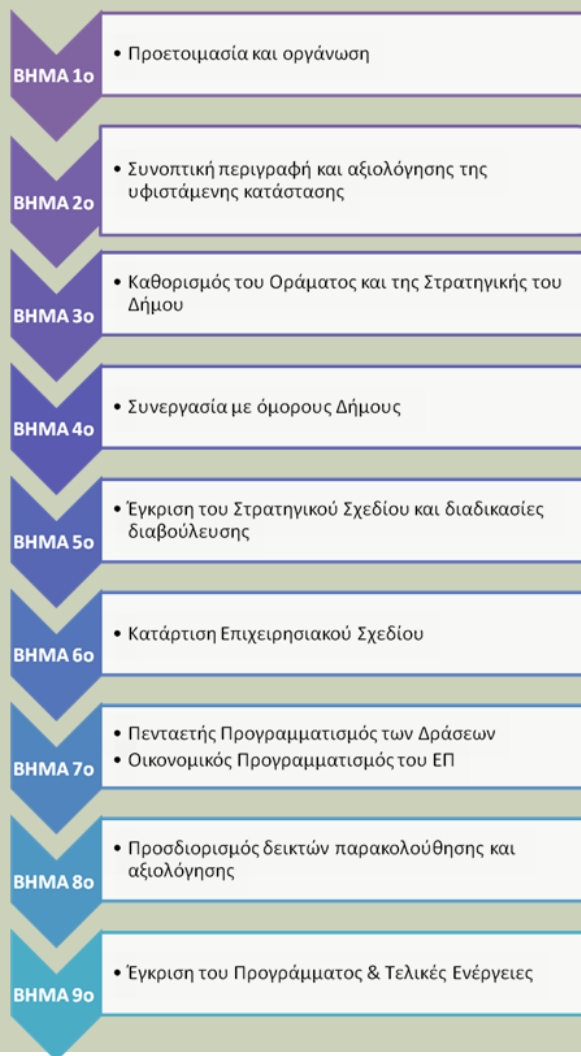 ΒΗΜΑ 1ο
• Προετοιμασία και οργάνωση
ΒΗΜΑ 2ο
• Συνοπτική περιγραφή και αξιολόγησης της
υφιστάμενης κατάστασης
ΒΗΜΑ 3ο
• Καθορισμός του Οράματος και της Στρατηγικής του
Δήμου
ΒΗΜΑ 4ο
• Συνεργασία με όμορους Δήμους
ΒΗΜΑ 5ο
• Έγκριση του Στρατηγικού Σχεδίου και διαδικασίες
διαβούλευσης
ΒΗΜΑ 6ο
• Κατάρτιση Επιχειρησιακού Σχεδίου
ΒΗΜΑ 7ο
• Πενταετής Προγραμματισμός των Δράσεων
• Οικονομικός Προγραμματισμός του ΕΠ
ΒΗΜΑ 8ο
• Προσδιορισμός δεικτών παρακολούθησης και
αξιολόγησης
ΒΗΜΑ 9ο
• Έγκριση του Προγράμματος & Τελικές Ενέργειες